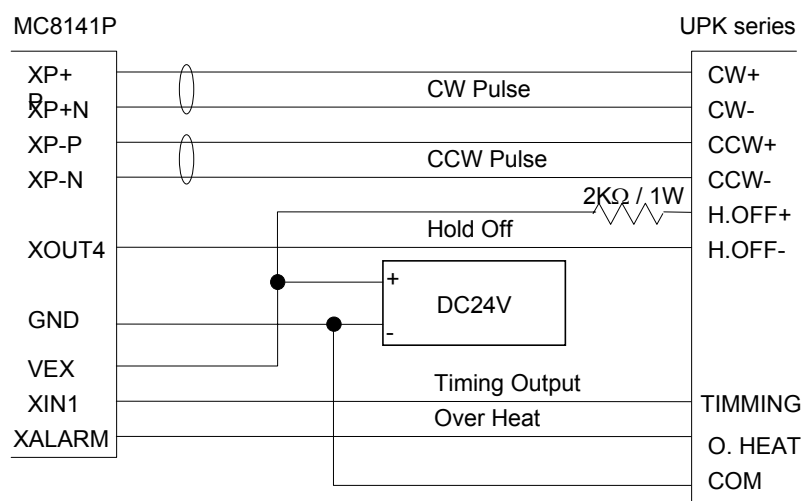 MC8141P
UPK series
XP+
P
XP+N
XP-P
XP-N
XOUT4
GND
VEX
XIN1
XALARM
CW Pulse
CCW Pulse
2KΩ / 1W
Hold Off
+
DC24V
-
Timing Output
Over Heat
CW+
CW-
CCW+
CCW-
H.OFF+
H.OFF-
TIMMING
O. HEAT
COM